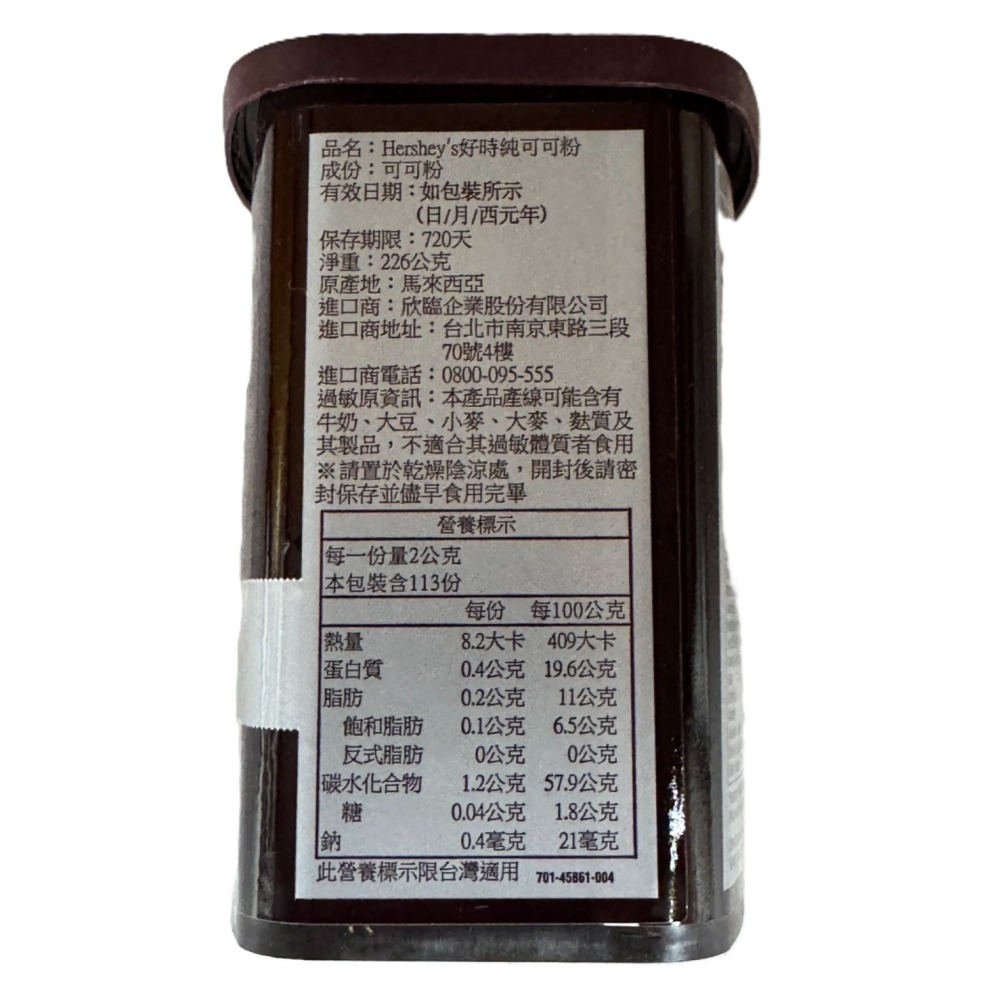 品名：Hershey's好時純可可粉
成份：可可粉
有效日期：如包裝所示
(日/月/西元年)
保存期限：720天
淨重：226公克
原產地：馬來西亞
進口商：欣臨企業股份有限公司
進口商地址：台北市南京東路三段
70號4樓
進口商電話：0800-095-555
過敏原資訊：本產品產線可能含有
牛奶、大豆、小麥、大麥、麩質及
其製品，不適合其過敏體質者食用
※請置於乾燥陰涼處，開封後請密
封保存並儘早食用完畢
營養標示
每一份量2公克
本包裝含113份
每份 每100公克
熱量 8.2大卡 409大卡
蛋白質 0.4公克 19.6公克
脂肪 0.2公克 11公克
飽和脂肪 0.1公克 6.5公克
反式脂肪 0公克 0公克
碳水化合物 1.2公克 57.9公克
糖 0.04公克 1.8公克
鈉 0.4毫克 21毫克
此營養標示限台灣適用 701-45861-004